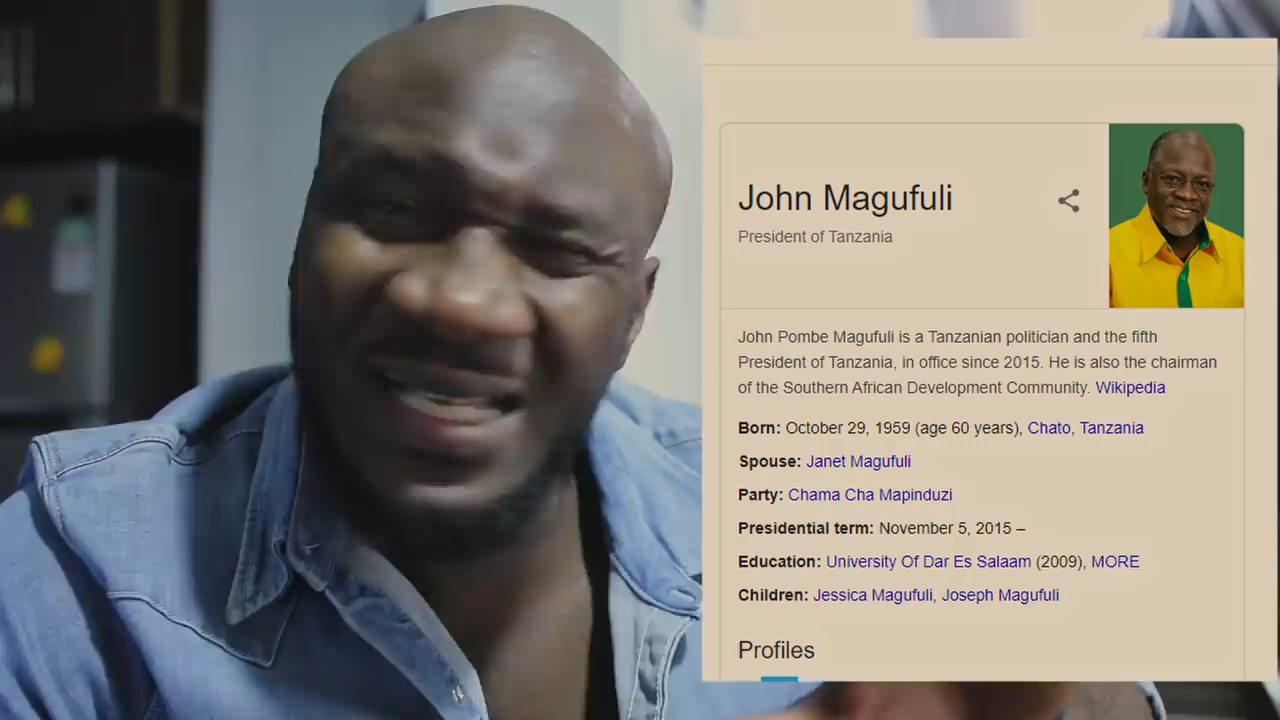 John Magufuli
President of Tanzania
John Pombe Magufuli is a Tanzanian politician and the fifth
President of Tanzania, in office since 2015. He is also the chairman
of the Southern African Development Community. Wikipedia
Born: October 29, 1959 (age 60 years), Chato, Tanzania
Spouse: Janet Magufuli
Party: Chama Cha Mapinduzi
Presidential term: November 5, 2015 –
Education: University Of Dar Es Salaam (2009), MORE
Children: Jessica Magufuli, Joseph Magufuli
Profiles